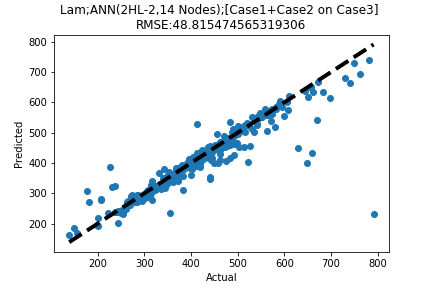 Lam;ANN(2HL-2,14 Nodes);[Case1+Case2 on Case3]
RMSE:48.815474565319306
800
700
600
500
400
300
200
Predicted
200 300 400 500 600 700 800
Actual